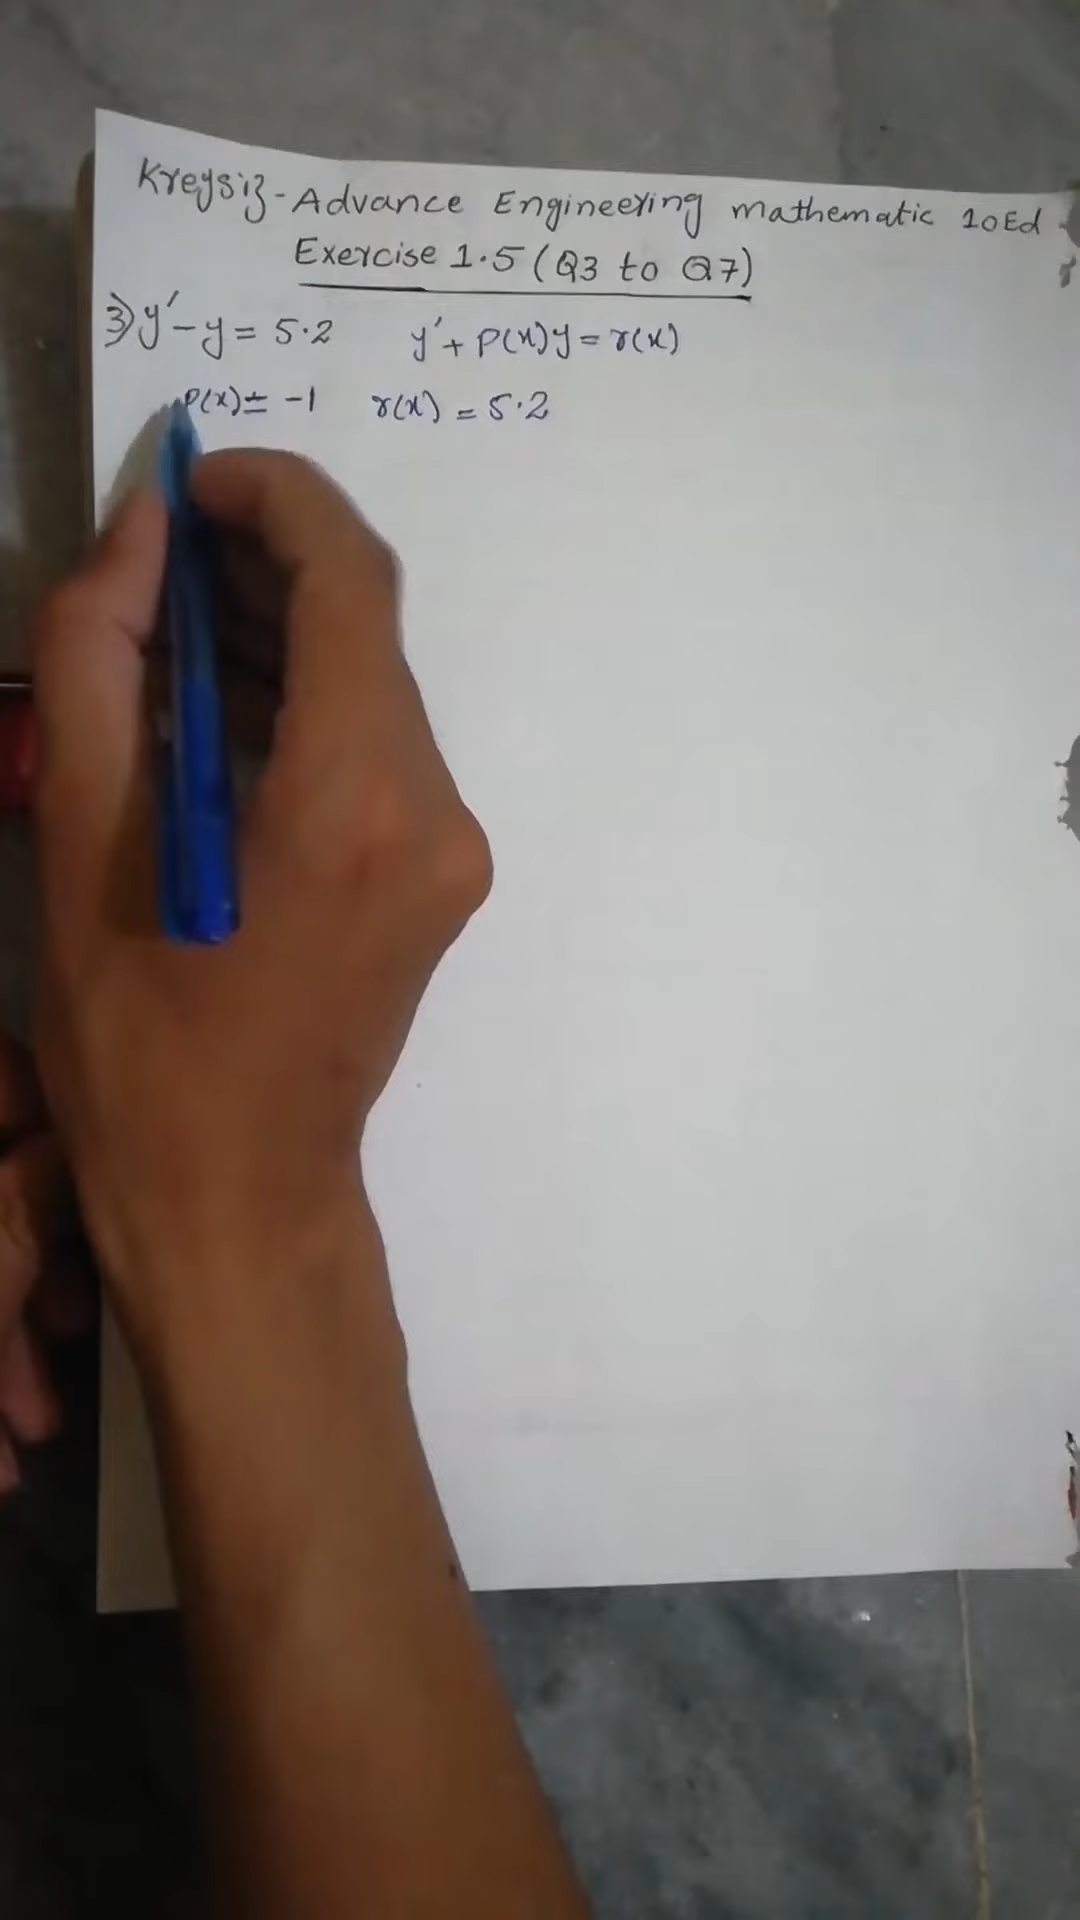 Kreysiz - Advance Engineering mathematic 10Ed
Exercise 1.5 (Q3 to Q7)
3) y' - y = 5.2 y' + P(x)y = r(x)
P(x) = -1 r(x) = 5.2